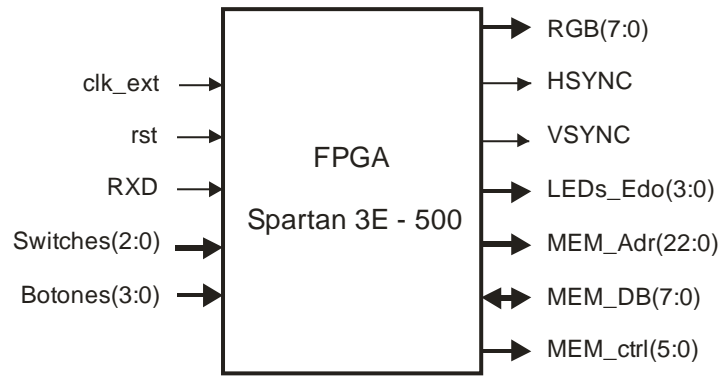 clk_ext
rst
RXD
Switches(2:0)
Botones(3:0)
FPGA
Spartan 3E - 500
RGB(7:0)
HSYNC
VSYNC
LEDs_Edo(3:0)
MEM_Adr(22:0)
MEM_DB(7:0)
MEM_ctrl(5:0)